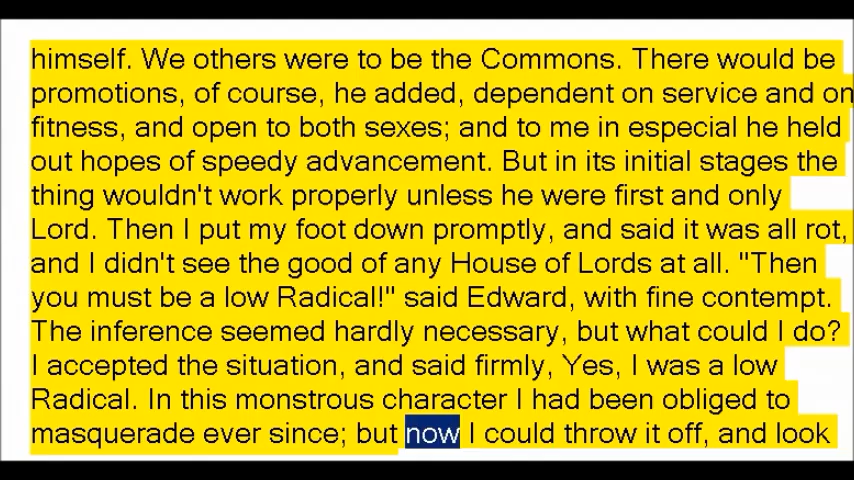 himself. We others were to be the Commons. There would be
promotions, of course, he added, dependent on service and on
fitness, and open to both sexes; and to me in especial he held
out hopes of speedy advancement. But in its initial stages the
thing wouldn't work properly unless he were first and only
Lord. Then I put my foot down promptly, and said it was all rot,
and I didn't see the good of any House of Lords at all. "Then
you must be a low Radical!" said Edward, with fine contempt.
The inference seemed hardly necessary, but what could I do?
I accepted the situation, and said firmly, Yes, I was a low
Radical. In this monstrous character I had been obliged to
masquerade ever since; but now I could throw it off, and look